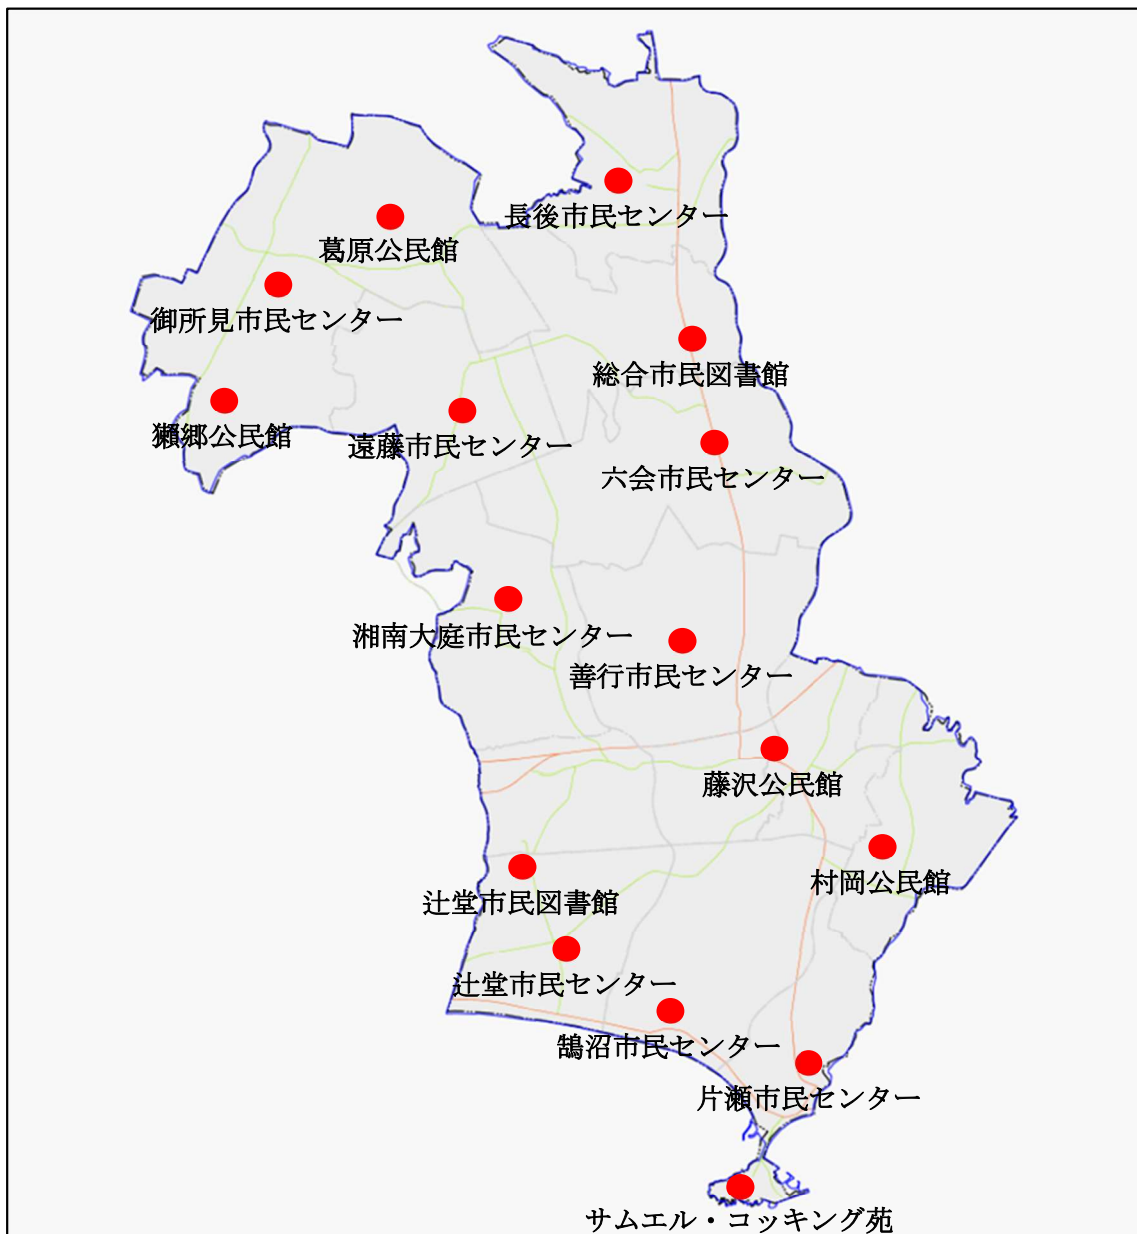 長後市民センター
葛原公民館
御所見市民センター
総合市民図書館
獺郷公民館
遠藤市民センター
六会市民センター
湘南大庭市民センター
善行市民センター
藤沢公民館
村岡公民館
辻堂市民図書館
辻堂市民センター
鵠沼市民センター
片瀬市民センター
サムエル・コッキング苑